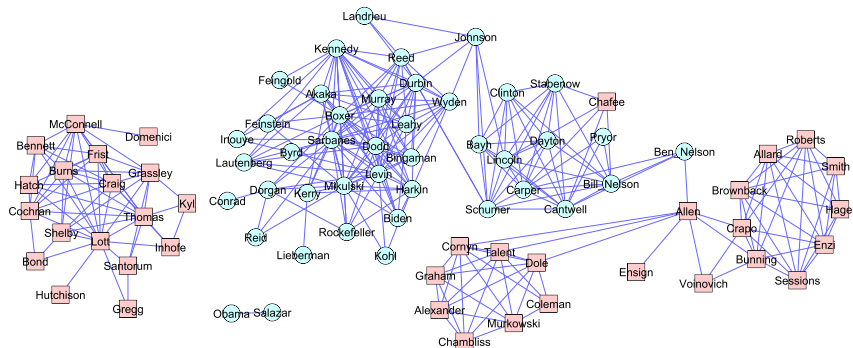 Landrieu
Johnson
Kennedy
Reed
Feingold
Durbin
Stabenow
Akaka
Murray
Wyden
Clinton
Chafee
McConnell
Domenici
Boxer
Feinstein
Leahy
Inouye
Sarbanes
Dodd
Bayh
Dayton
Pryor
Roberts
Bennett
Frist
Byrd
Bingaman
Lincoln
Ben. Nelson
Allard
Lautenberg
Smith
Burns
Grassley
Levin
Hatch
Craig
Dorgan
Kerry
Mikulski
Harkin
Carper
Bill. Nelson
Brownback
Conrad
Kyl
Cochran
Thomas
Biden
Schumer
Cantwell
Allen
Hage
Shelby
Lott
Inhofe
Reid
Rockefeller
Crapo
Enzi
Bond
Santorum
Lieberman
Kohl
Cornyn
Talent
Dole
Bunning
Graham
Ensign
Voinovich
Sessions
Hutchison
Gregg
Obama
Salazar
Alexander
Coleman
Murkowski
Chambliss